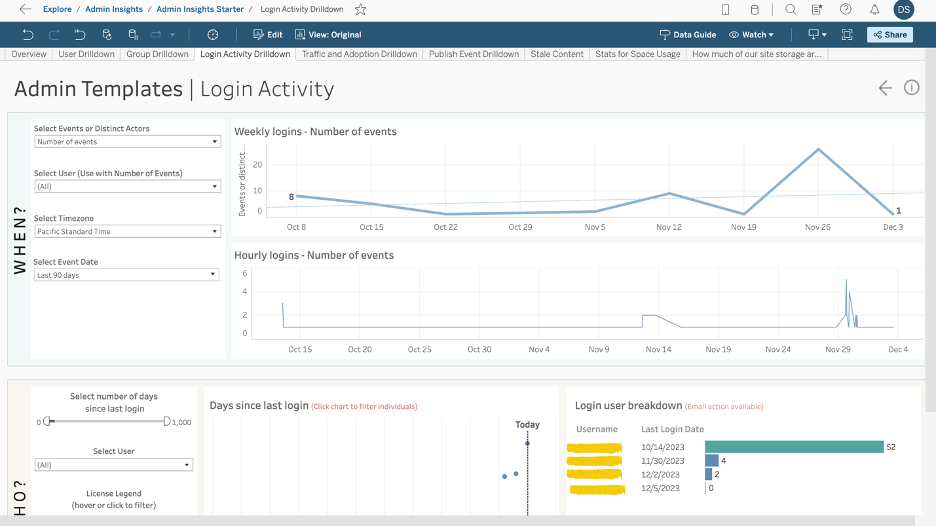 Explore / Admin Insights / Admin Insights Starter / Login Activity Drilldown
DS
Edit View: Original Data Guide Watch Share
Overview User Drilldown Group Drilldown Login Activity Drilldown Traffic and Adoption Drilldown Publish Event Drilldown Stale Content Stats for Space Usage How much of our site storage ar...
Admin Templates | Login Activity
WHEN?
Select Events or Distinct Actors
Number of events
Select User (Use with Number of Events)
(All)
Select Timezone
Pacific Standard Time
Select Event Date
Last 90 days
Weekly logins - Number of events
Events or distinct ...
20
10
0
8
1
Oct 8 Oct 15 Oct 22 Oct 29 Nov 5 Nov 12 Nov 19 Nov 26 Dec 3
Hourly logins - Number of events
6
4
2
0
Oct 15 Oct 20 Oct 25 Oct 30 Nov 4 Nov 9 Nov 14 Nov 19 Nov 24 Nov 29 Dec 4
HO?
Select number of days
since last login
0 1,000
Select User
(All)
License Legend
(hover or click to filter)
Days since last login (Click chart to filter individuals)
Today
Login user breakdown (Email action available)
Username Last Login Date
10/14/2023 52
11/30/2023 4
12/2/2023 2
12/5/2023 0